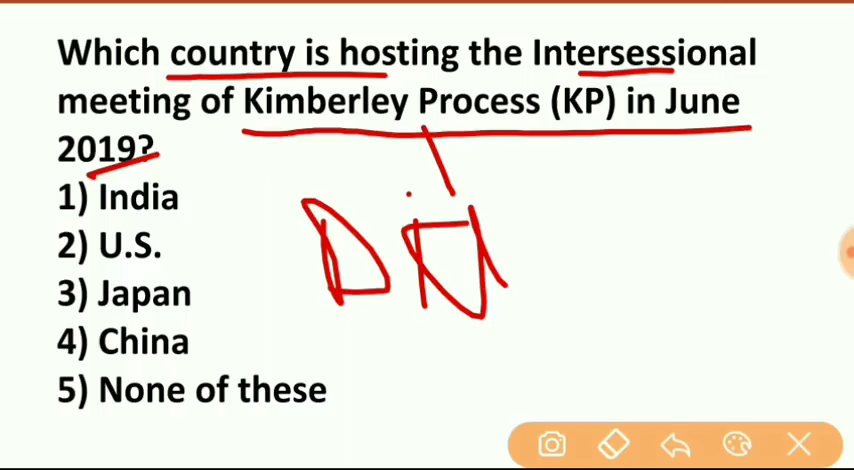 Which country is hosting the Intersessional
meeting of Kimberley Process (KP) in June
2019?
1) India
2) U.S.
3) Japan
4) China
5) None of these